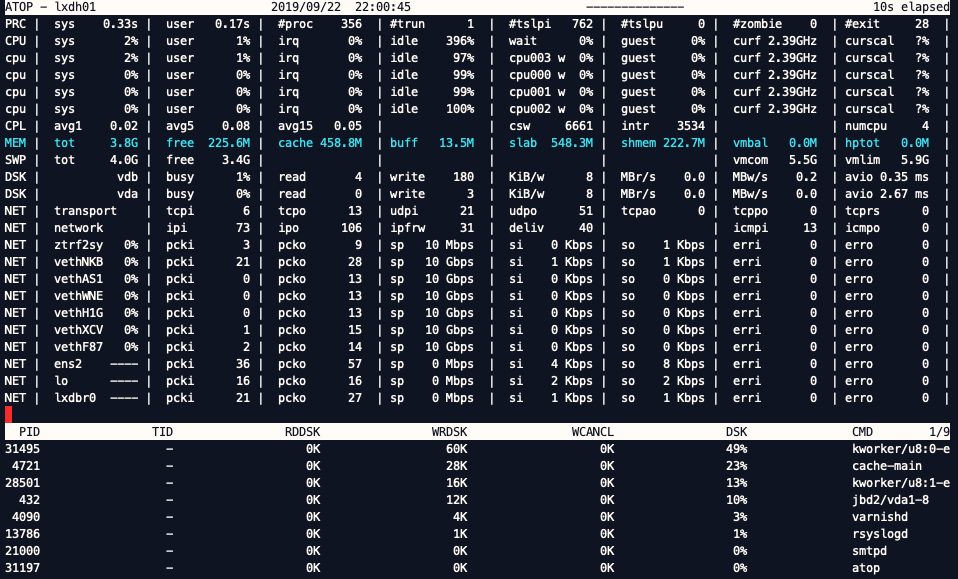 ATOP - lxdh01 2019/09/22 22:00:45 -------------- 10s elapsed
PRC | sys 0.33s | user 0.17s | #proc 356 | #trun 1 | #tslpi 762 | #tslpu 0 | #zombie 0 | #exit 28 |
CPU | sys 2% | user 1% | irq 0% | idle 396% | wait 0% | guest 0% | curf 2.39GHz | curscal ?% |
cpu | sys 2% | user 1% | irq 0% | idle 97% | cpu003 w 0% | guest 0% | curf 2.39GHz | curscal ?% |
cpu | sys 0% | user 0% | irq 0% | idle 99% | cpu000 w 0% | guest 0% | curf 2.39GHz | curscal ?% |
cpu | sys 0% | user 0% | irq 0% | idle 99% | cpu001 w 0% | guest 0% | curf 2.39GHz | curscal ?% |
cpu | sys 0% | user 0% | irq 0% | idle 100% | cpu002 w 0% | guest 0% | curf 2.39GHz | curscal ?% |
CPL | avg1 0.02 | avg5 0.08 | avg15 0.05 | | csw 6661 | intr 3534 | | numcpu 4 |
MEM | tot 3.8G | free 225.6M | cache 458.8M | buff 13.5M | slab 548.3M | shmem 222.7M | vmbal 0.0M | hptot 0.0M |
SWP | tot 4.0G | free 3.4G | | | | | vmcom 5.5G | vmlim 5.9G |
DSK | vdb | busy 1% | read 4 | write 180 | KiB/w 8 | MBr/s 0.0 | MBw/s 0.2 | avio 0.35 ms |
DSK | vda | busy 0% | read 0 | write 3 | KiB/w 8 | MBr/s 0.0 | MBw/s 0.0 | avio 2.67 ms |
NET | transport | tcpi 6 | tcpo 13 | udpi 21 | udpo 51 | tcpao 0 | tcppo 0 | tcprs 0 |
NET | network | ipi 73 | ipo 106 | ipfrw 31 | deliv 40 | | icmpi 13 | icmpo 0 |
NET | ztrf2sy 0% | pcki 3 | pcko 9 | sp 10 Mbps | si 0 Kbps | so 1 Kbps | erri 0 | erro 0 |
NET | vethNKB 0% | pcki 21 | pcko 28 | sp 10 Gbps | si 1 Kbps | so 1 Kbps | erri 0 | erro 0 |
NET | vethAS1 0% | pcki 0 | pcko 13 | sp 10 Gbps | si 0 Kbps | so 0 Kbps | erri 0 | erro 0 |
NET | vethWNE 0% | pcki 0 | pcko 13 | sp 10 Gbps | si 0 Kbps | so 0 Kbps | erri 0 | erro 0 |
NET | vethH1G 0% | pcki 0 | pcko 13 | sp 10 Gbps | si 0 Kbps | so 0 Kbps | erri 0 | erro 0 |
NET | vethXCV 0% | pcki 1 | pcko 15 | sp 10 Gbps | si 0 Kbps | so 0 Kbps | erri 0 | erro 0 |
NET | vethF87 0% | pcki 2 | pcko 14 | sp 10 Gbps | si 0 Kbps | so 0 Kbps | erri 0 | erro 0 |
NET | ens2 ---- | pcki 36 | pcko 57 | sp 0 Mbps | si 4 Kbps | so 8 Kbps | erri 0 | erro 0 |
NET | lo ---- | pcki 16 | pcko 16 | sp 0 Mbps | si 2 Kbps | so 2 Kbps | erri 0 | erro 0 |
NET | lxdbr0 ---- | pcki 21 | pcko 27 | sp 0 Mbps | si 1 Kbps | so 1 Kbps | erri 0 | erro 0 |
PID TID RDDSK WRDSK WCANCL DSK CMD 1/9
31495 - 0K 60K 0K 49% kworker/u8:0-e
4721 - 0K 28K 0K 23% cache-main
28501 - 0K 16K 0K 13% kworker/u8:1-e
432 - 0K 12K 0K 10% jbd2/vda1-8
4090 - 0K 4K 0K 3% varnishd
13786 - 0K 1K 0K 1% rsyslogd
21000 - 0K 0K 0K 0% smtpd
31197 - 0K 0K 0K 0% atop